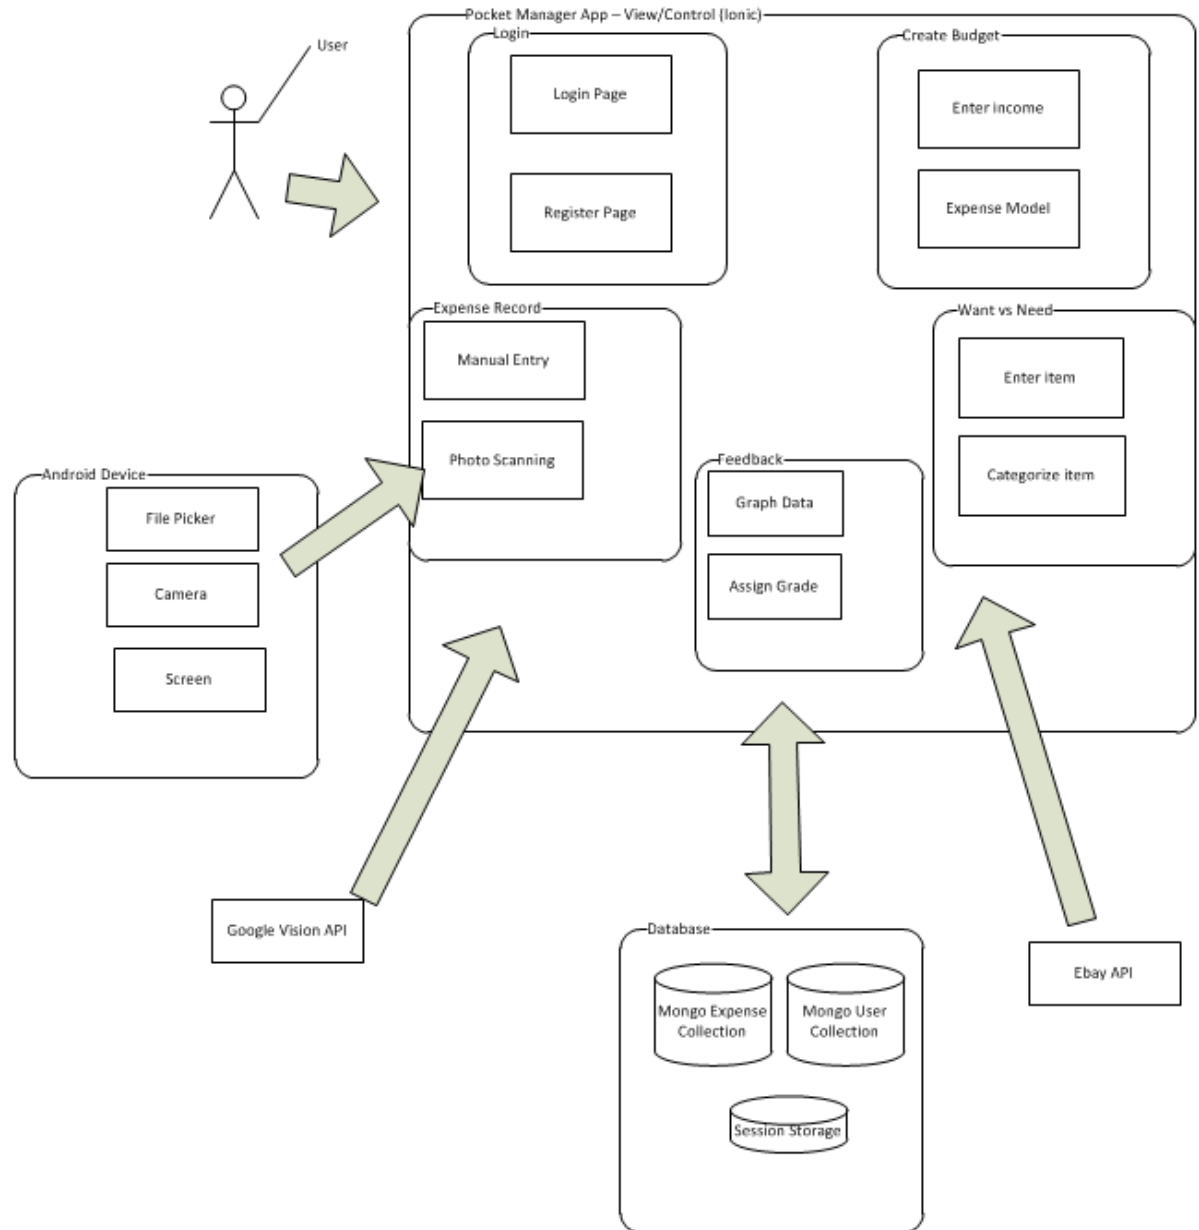 Pocket Manager App – View/Control (Ionic)
User
Login
Login Page
Register Page
Create Budget
Enter income
Expense Model
Expense Record
Manual Entry
Photo Scanning
Want vs Need
Enter item
Categorize item
Feedback
Graph Data
Assign Grade
Android Device
File Picker
Camera
Screen
Google Vision API
Database
Mongo Expense
Collection
Mongo User
Collection
Session Storage
Ebay API